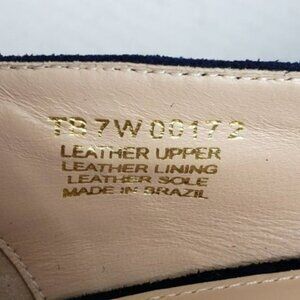 TB7W00172
LEATHER UPPER
LEATHER LINING
LEATHER SOLE
MADE IN BRAZIL